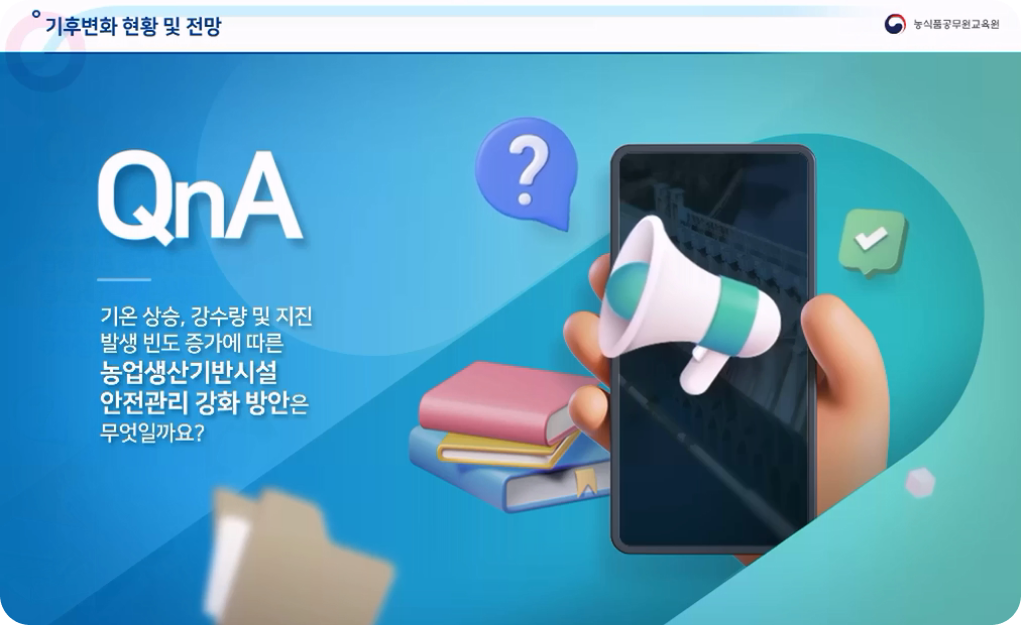 기후변화 현황 및 전망
농식품공무원교육원
QnA
기온 상승, 강수량 및 지진
발생 빈도 증가에 따른
농업생산기반시설
안전관리 강화 방안은
무엇일까요?
?